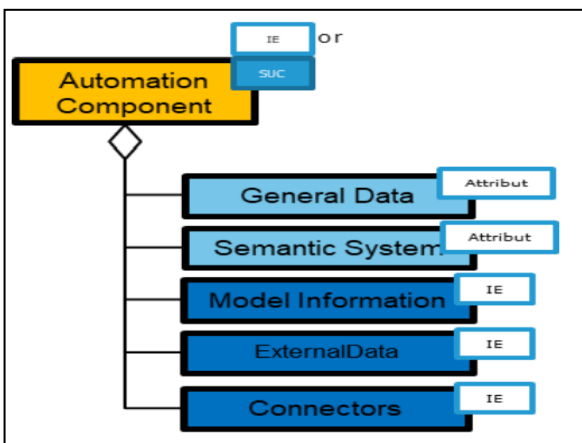 IE or
SUC
Automation
Component
General Data
Attribut
Semantic System
Attribut
Model Information
IE
ExternalData
IE
Connectors
IE